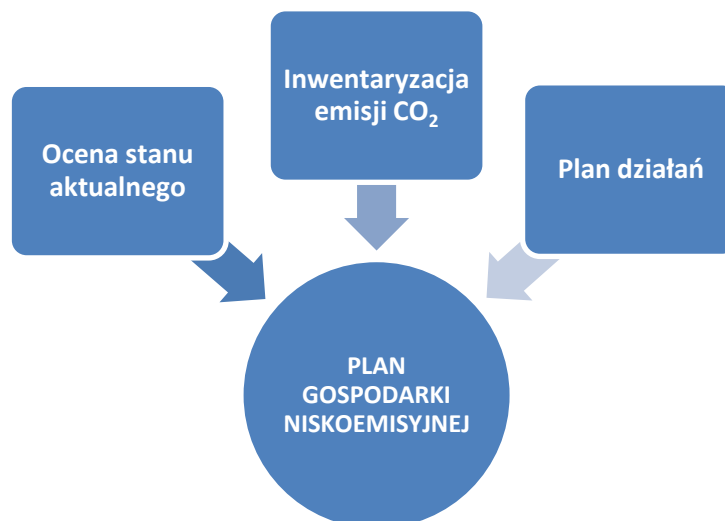 Ocena stanu
aktualnego
Inwentaryzacja
emisji CO₂
Plan działań
PLAN
GOSPODARKI
NISKOEMISYJNEJ